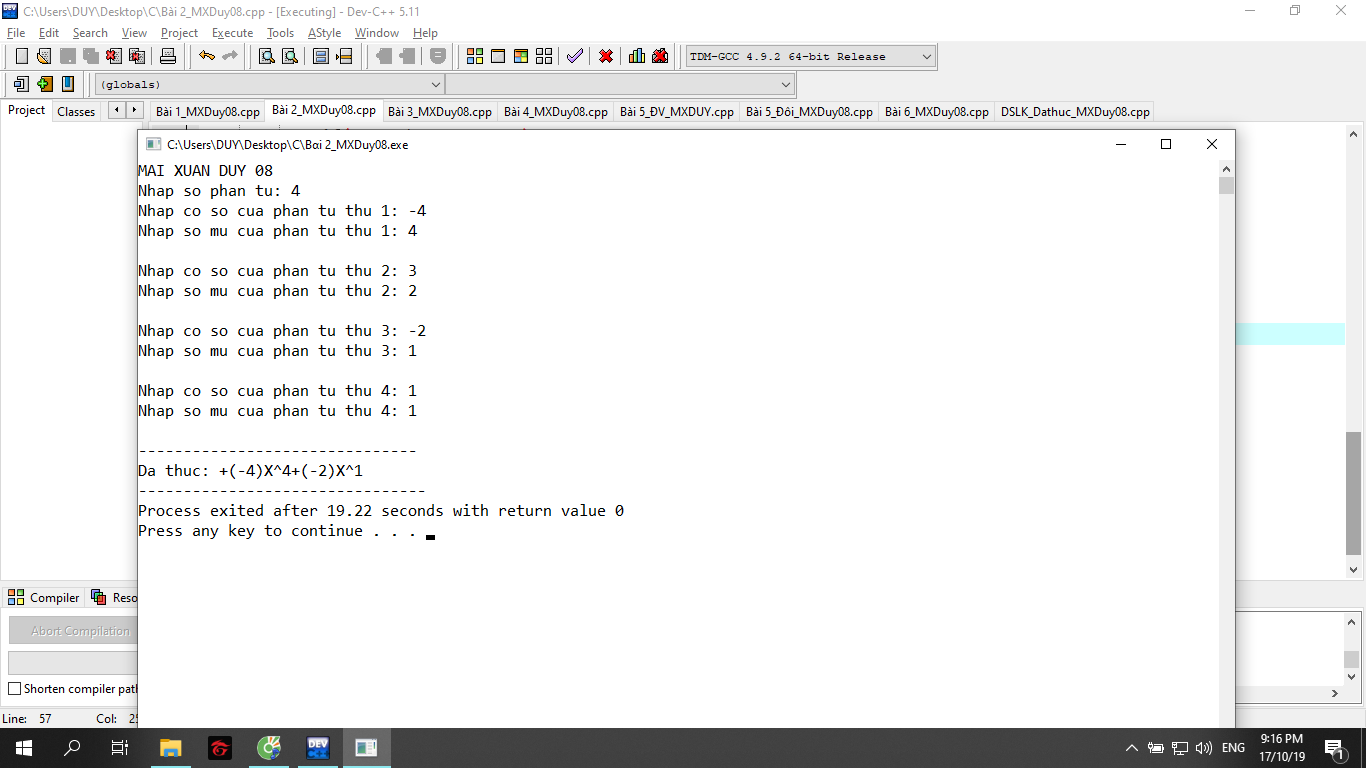 C:\Users\DUY\Desktop\C\Bài 2_MXDuy08.cpp - [Executing] - Dev-C++ 5.11
File Edit Search View Project Execute Tools AStyle Window Help
TDM-GCC 4.9.2 64-bit Release
(globals)
Project Classes Bài 1_MXDuy08.cpp Bài 2_MXDuy08.cpp Bài 3_MXDuy08.cpp Bài 4_MXDuy08.cpp Bài 5_ĐV_MXDUY.cpp Bài 5_Đôi_MXDuy08.cpp Bài 6_MXDuy08.cpp DSLK_Dathuc_MXDuy08.cpp
C:\Users\DUY\Desktop\C\Bαi 2_MXDuy08.exe
MAI XUAN DUY 08
Nhap so phan tu: 4
Nhap co so cua phan tu thu 1: -4
Nhap so mu cua phan tu thu 1: 4
Nhap co so cua phan tu thu 2: 3
Nhap so mu cua phan tu thu 2: 2
Nhap co so cua phan tu thu 3: -2
Nhap so mu cua phan tu thu 3: 1
Nhap co so cua phan tu thu 4: 1
Nhap so mu cua phan tu thu 4: 1
-------------------------------
Da thuc: +(-4)X^4+(-2)X^1
--------------------------------
Process exited after 19.22 seconds with return value 0
Press any key to continue . . .
Compiler Reso
Abort Compilation
Shorten compiler path
Line: 57 Col: 25
DEV
DEV
ENG
9:16 PM
17/10/19
1